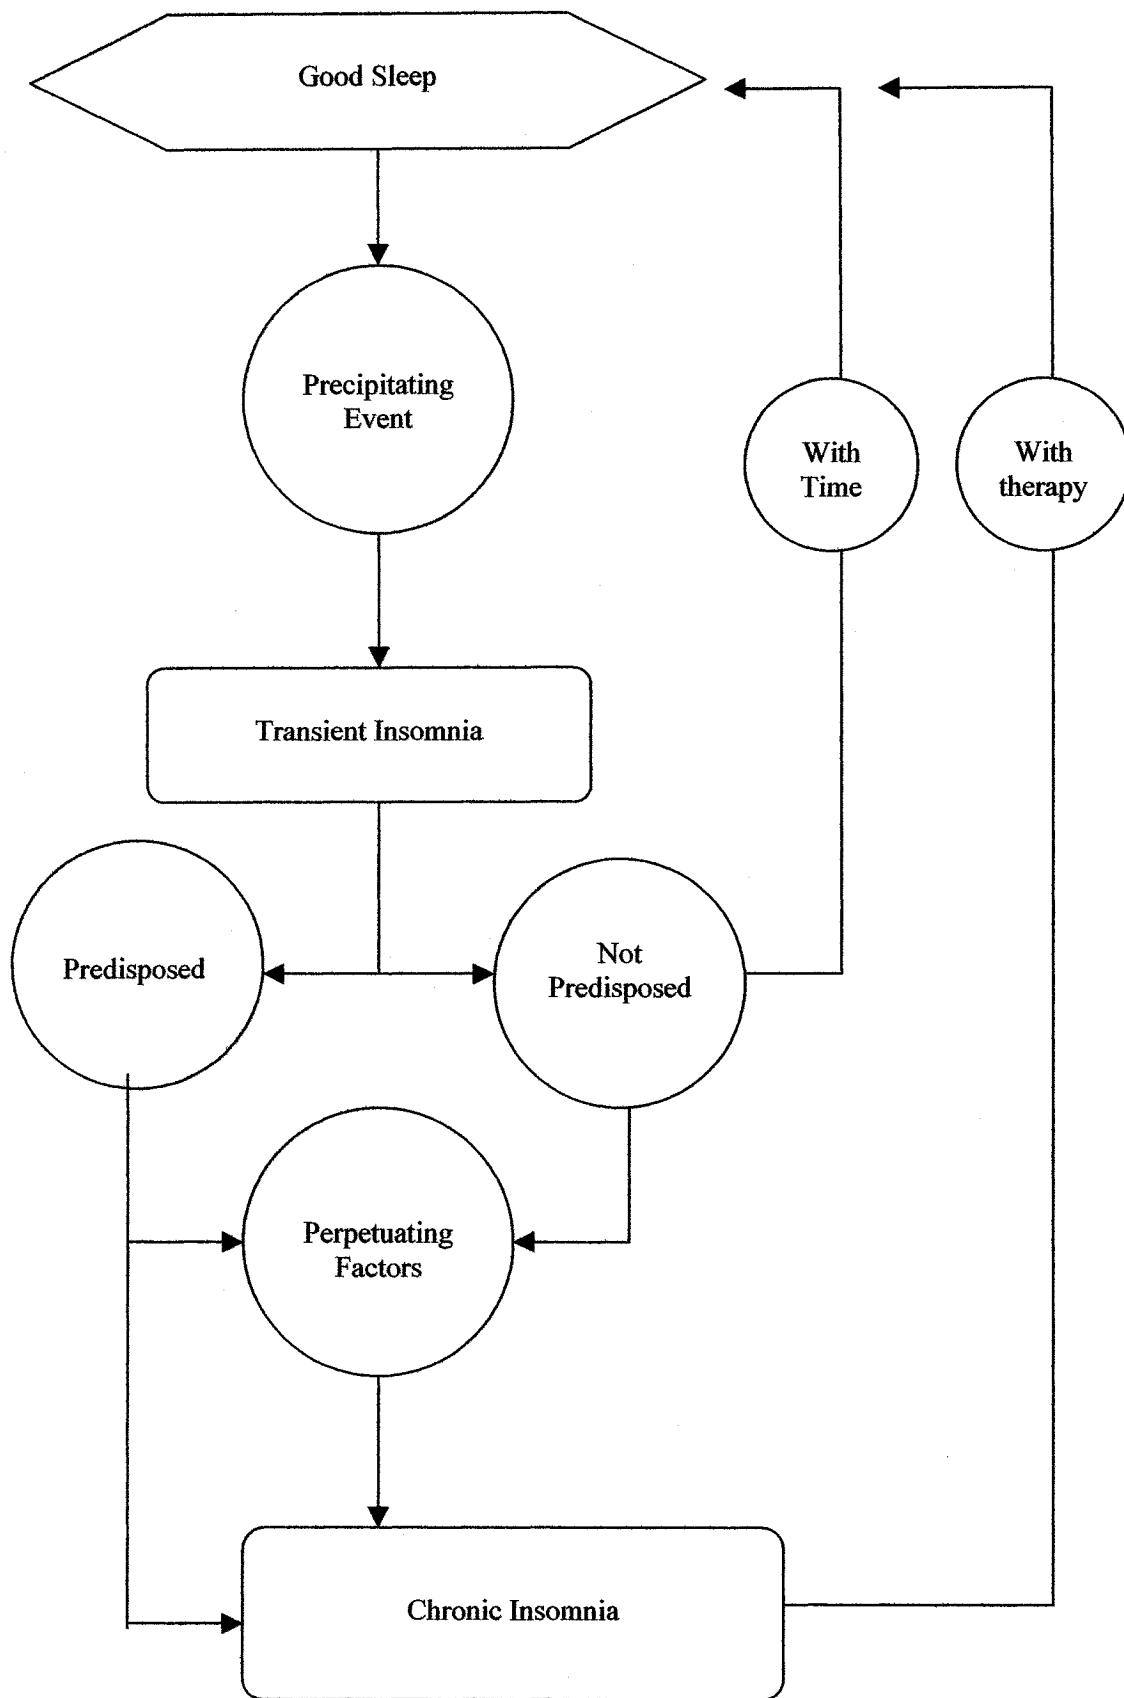 Good Sleep
Precipitating
Event
With
Time
With
therapy
Transient Insomnia
Predisposed
Not
Predisposed
Perpetuating
Factors
Chronic Insomnia